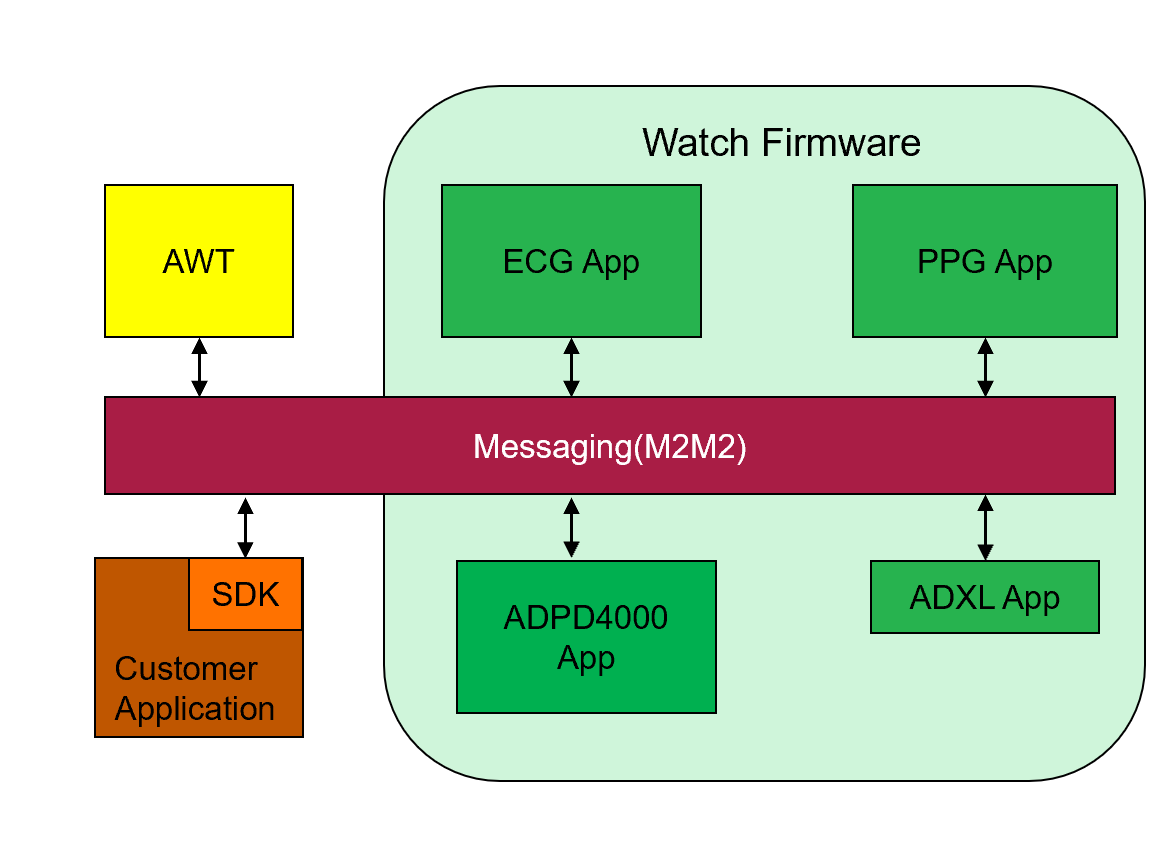 Watch Firmware
AWT
ECG App
PPG App
Messaging(M2M2)
SDK
Customer
Application
ADPD4000
App
ADXL App